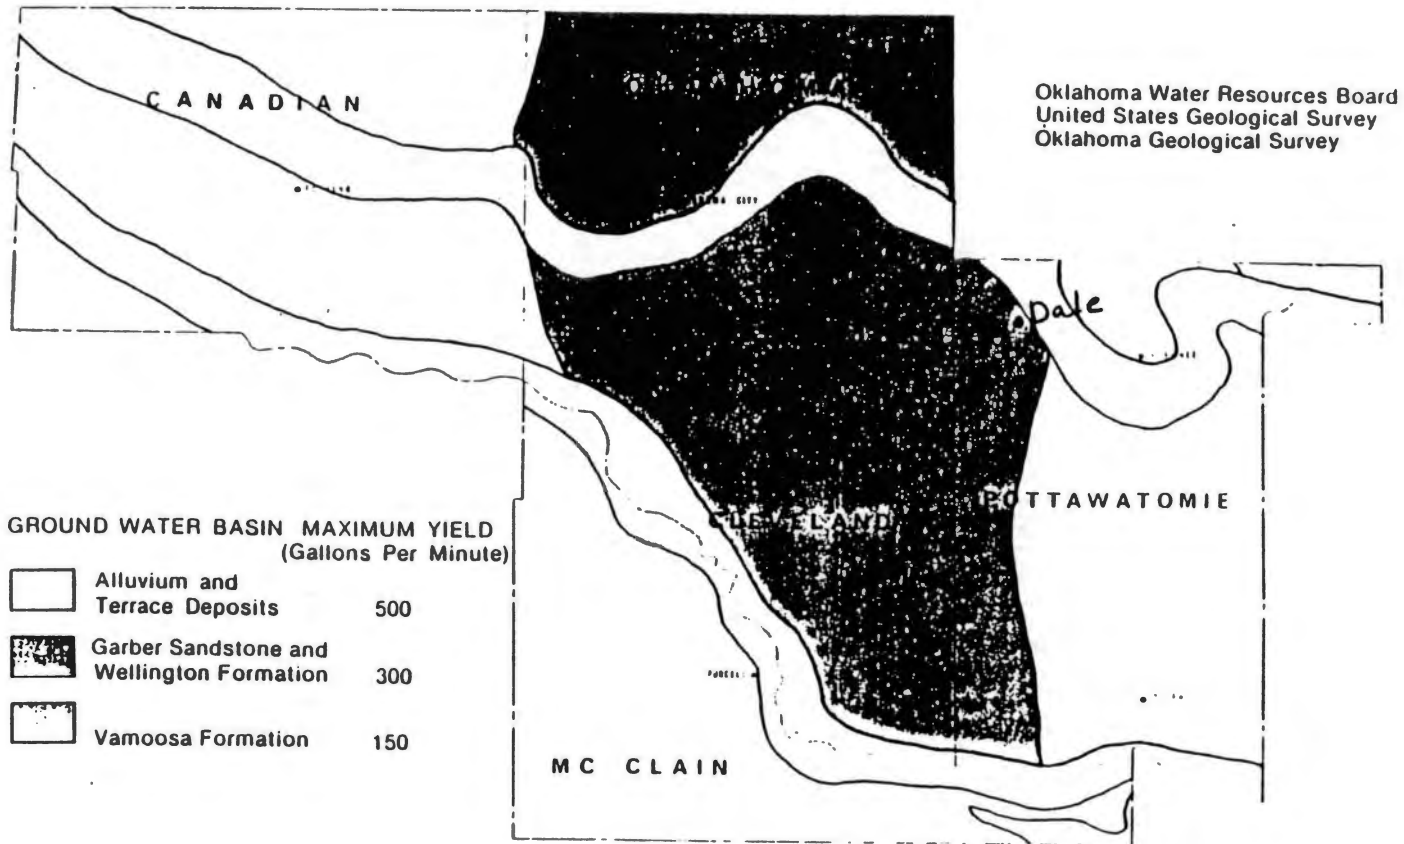 CANADIAN
Oklahoma Water Resources Board
United States Geological Survey
Oklahoma Geological Survey
CITY
Dale
POTTAWATOMIE
CLEVELAND
GROUND WATER BASIN MAXIMUM YIELD
(Gallons Per Minute)
Alluvium and
Terrace Deposits 500
Garber Sandstone and
Wellington Formation 300
Vamoosa Formation 150
MC CLAIN